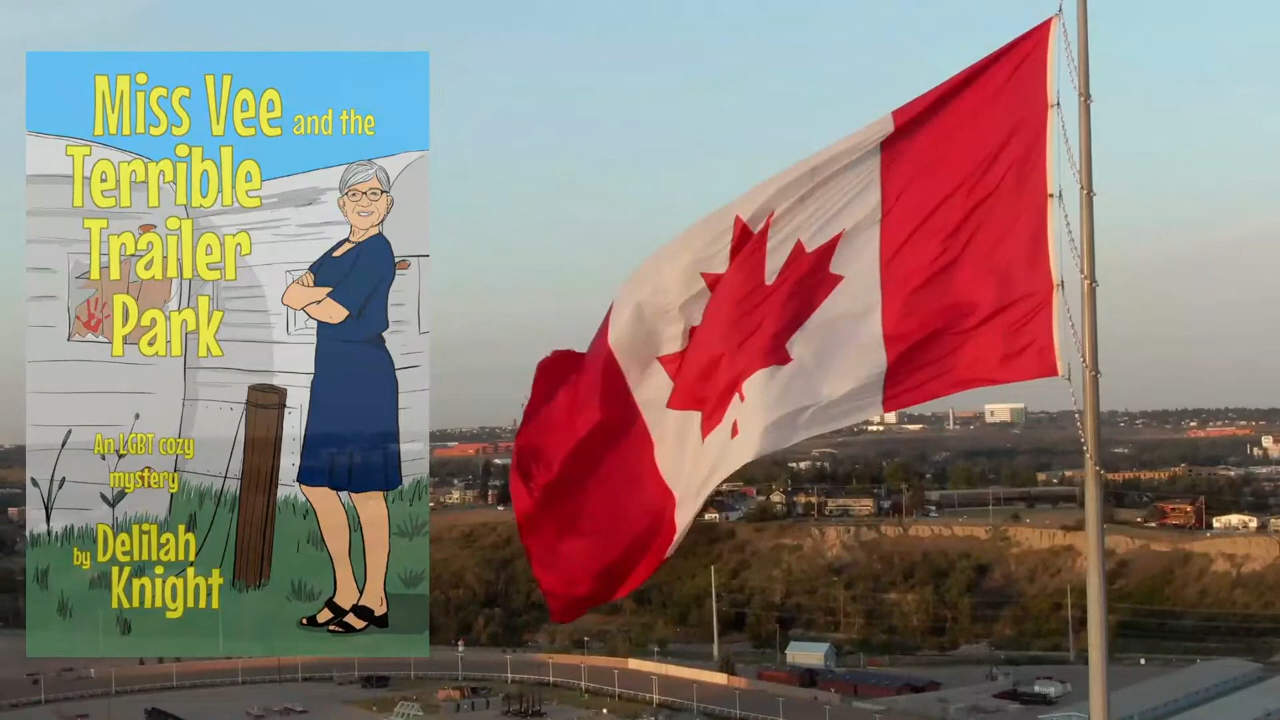 Miss Vee and the
Terrible
Trailer
Park
An LGBT cozy
mystery
by Delilah
Knight